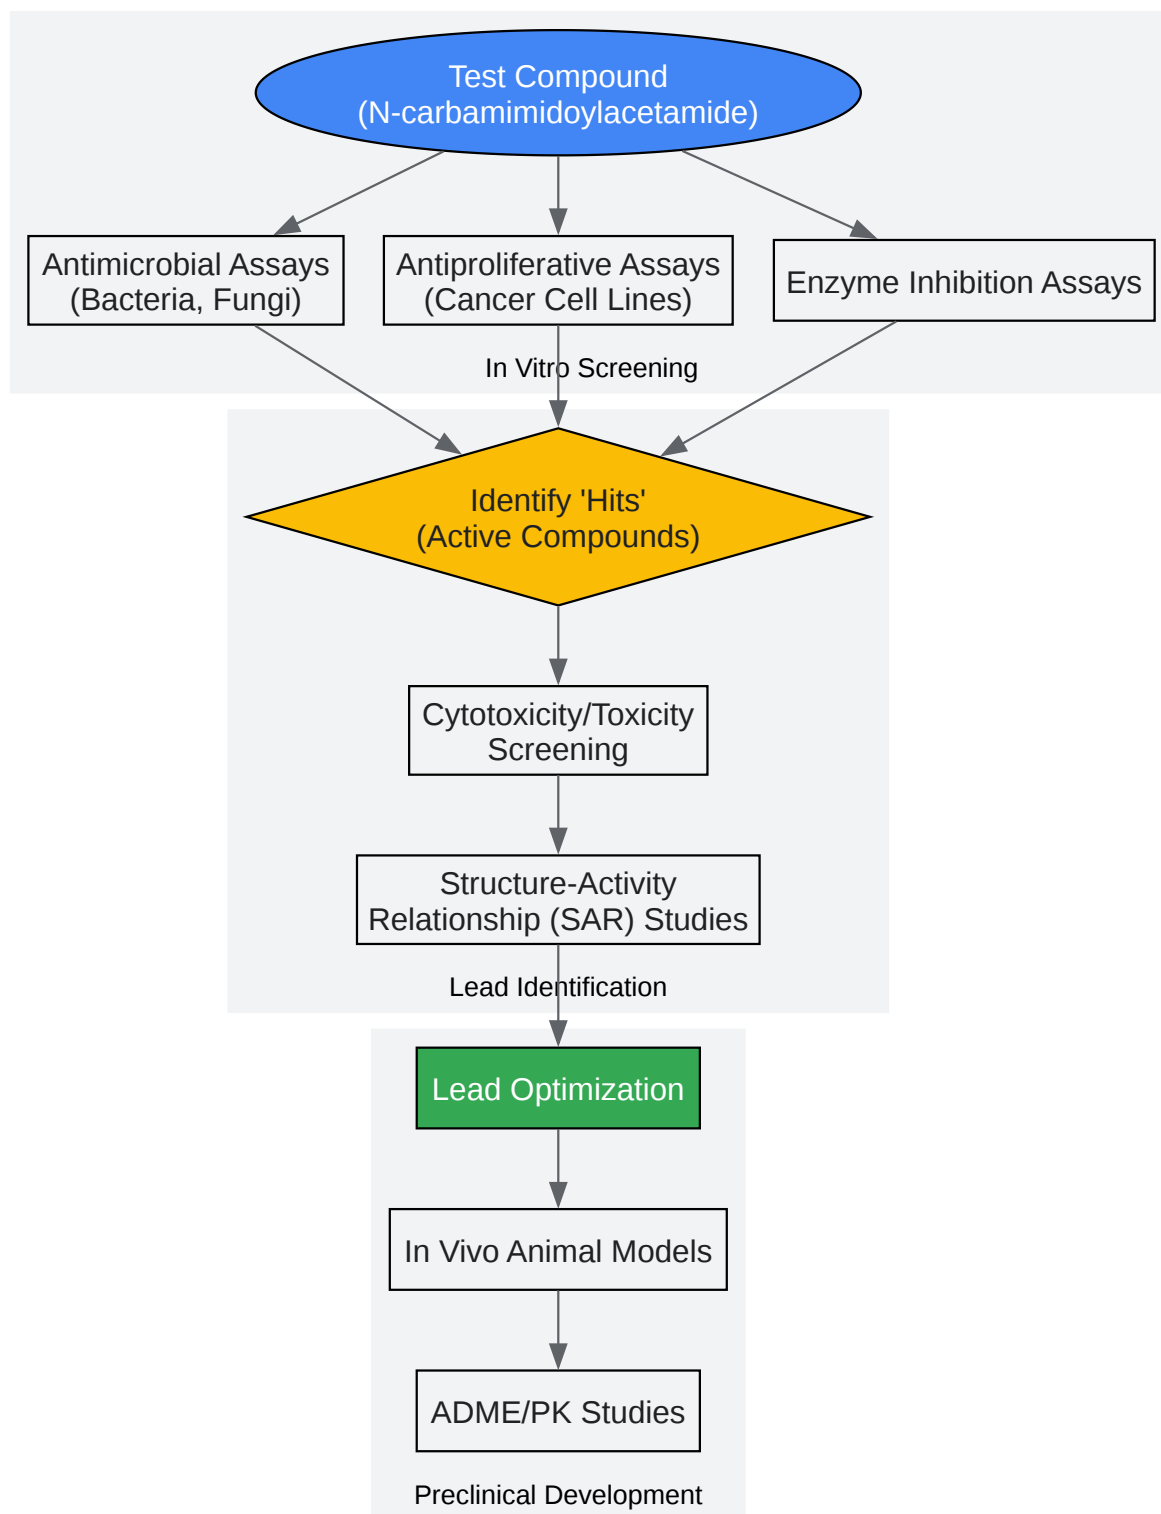 Test Compound
(N-carbamimidoylacetamide)
Antimicrobial Assays
(Bacteria, Fungi)
Antiproliferative Assays
(Cancer Cell Lines)
Enzyme Inhibition Assays
In Vitro Screening
Identify 'Hits'
(Active Compounds)
Cytotoxicity/Toxicity
Screening
Structure-Activity
Relationship (SAR) Studies
Lead Identification
Lead Optimization
In Vivo Animal Models
ADME/PK Studies
Preclinical Development